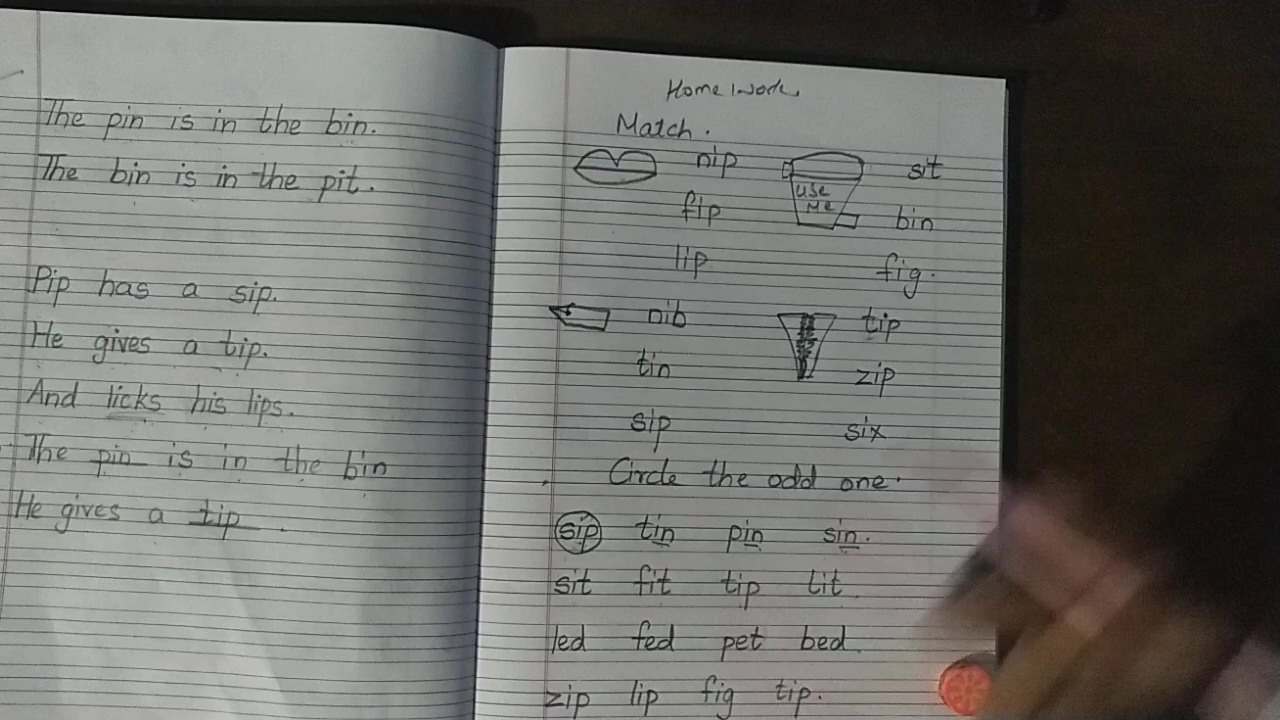 The pin is in the bin.
The bin is in the pit.
Pip has a sip.
He gives a tip.
And licks his lips.
The pin is in the bin
He gives a tip.
Home Work
Match.
nip sit
USE
ME
fip bin
lip fig.
nib tip
tin zip
sip six
Circle the odd one.
sip tin pin sin.
sit fit tip lit
led fed pet bed.
zip lip fig tip.